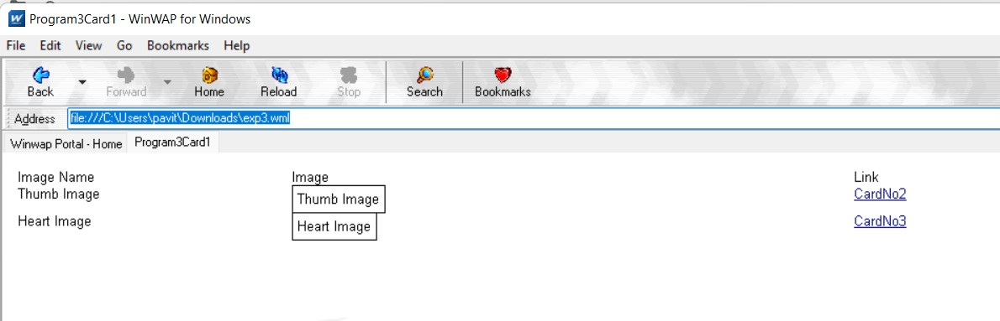 Program3Card1 - WinWAP for Windows
File Edit View Go Bookmarks Help
Back Forward Home Reload Stop Search Bookmarks
Address file:///C:\Users\pavit\Downloads\exp3.wml
Winwap Portal - Home Program3Card1
Image Name Image Link
Thumb Image Thumb Image CardNo2
Heart Image Heart Image CardNo3